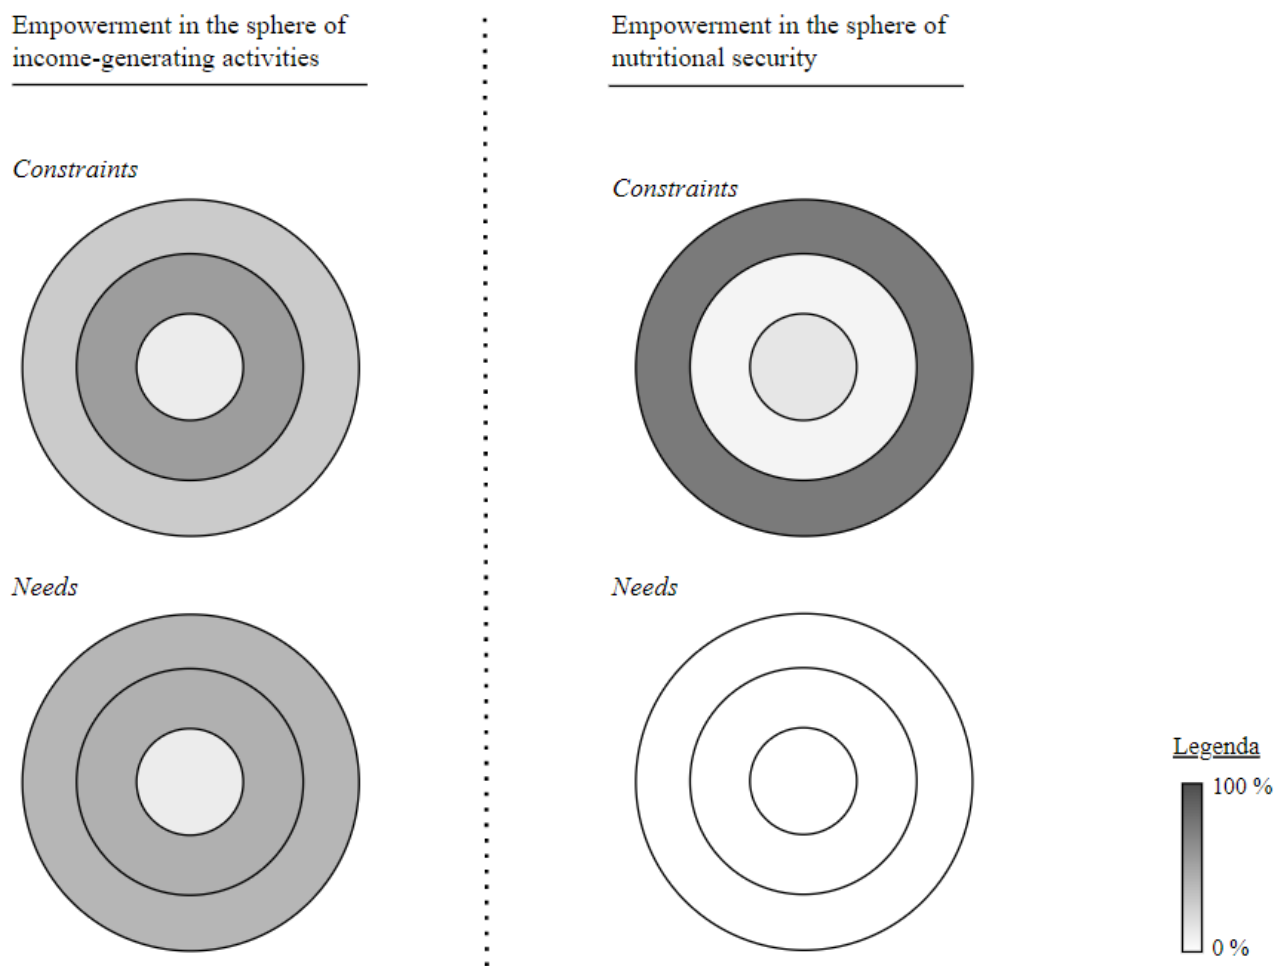 Empowerment in the sphere of
income-generating activities
Constraints
Needs
Empowerment in the sphere of
nutritional security
Constraints
Needs
Legenda
100 %
0 %